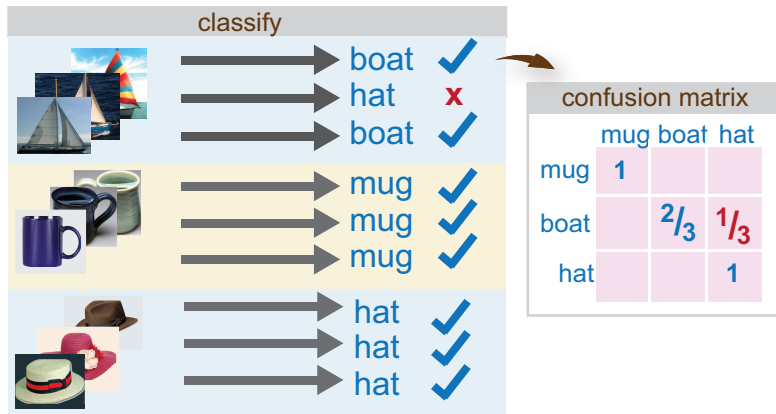 classify
boat ✓
hat x
boat ✓
mug ✓
mug ✓
mug ✓
hat ✓
hat ✓
hat ✓
confusion matrix
mug boat hat
mug 1
boat 2/3 1/3
hat 1